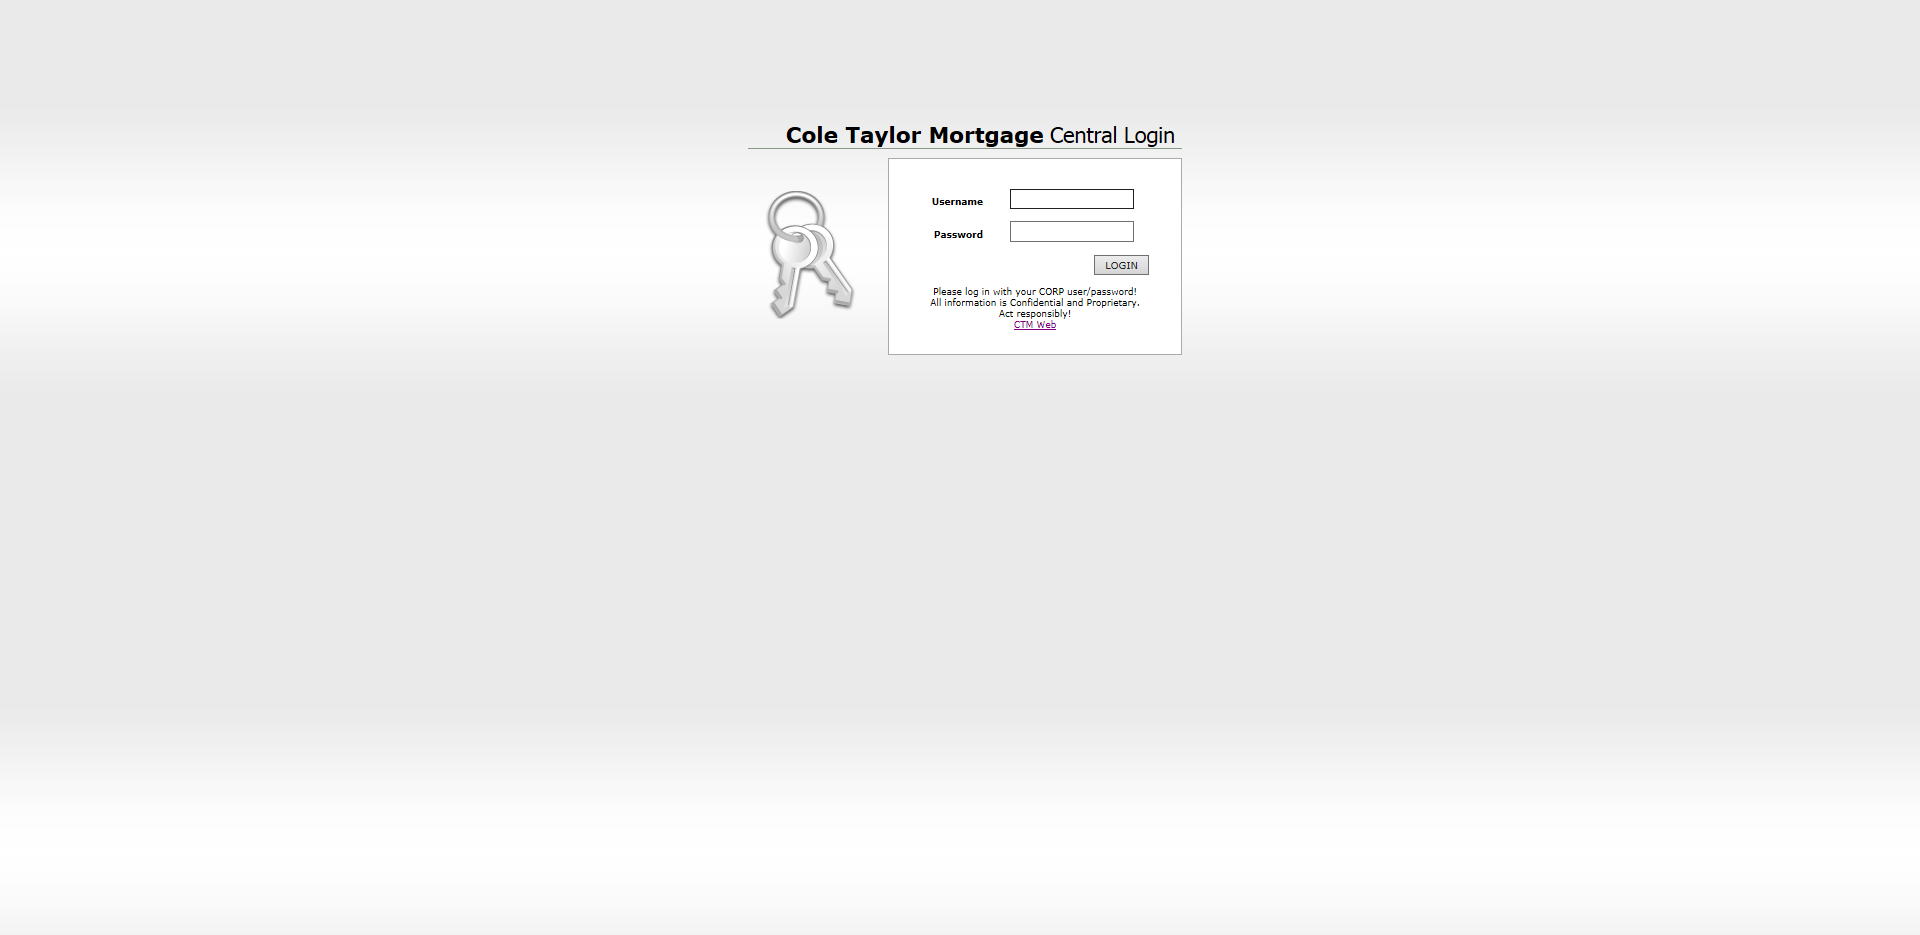 Cole Taylor Mortgage Central Login
Username
Password
LOGIN
Please log in with your CORP user/password!
All information is Confidential and Proprietary.
Act responsibly!
CTM Web